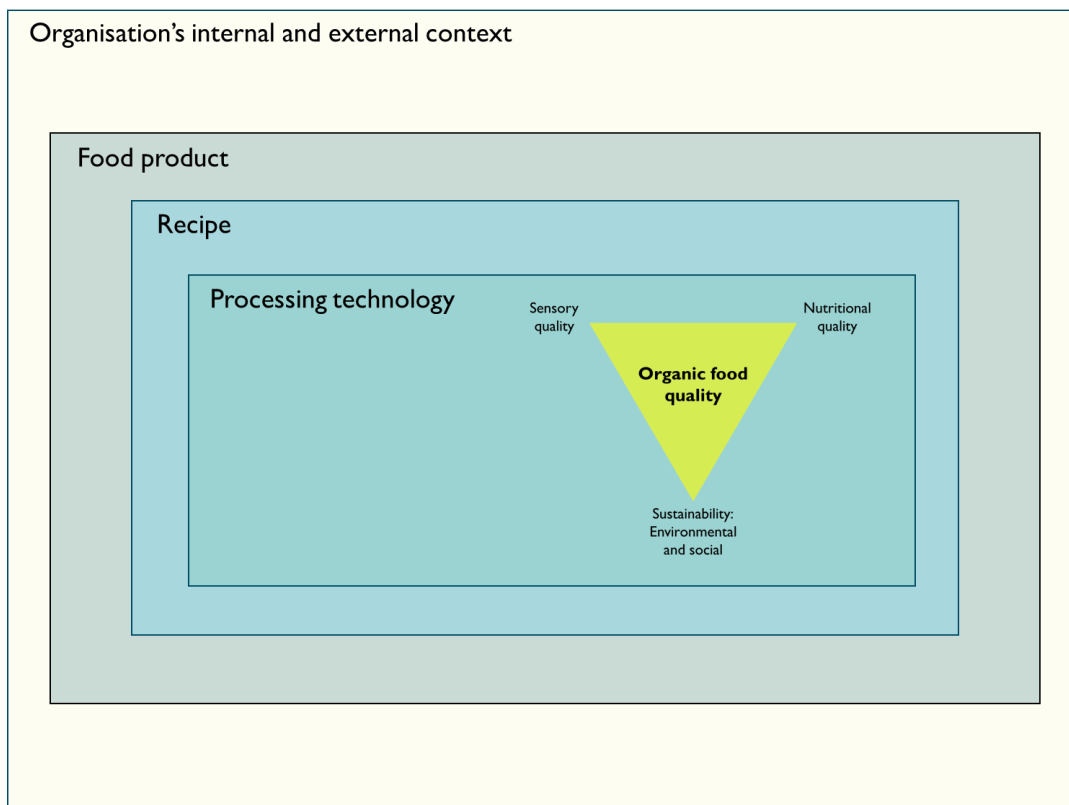 Organisation’s internal and external context
Food product
Recipe
Processing technology
Sensory
quality
Nutritional
quality
Organic food
quality
Sustainability:
Environmental
and social